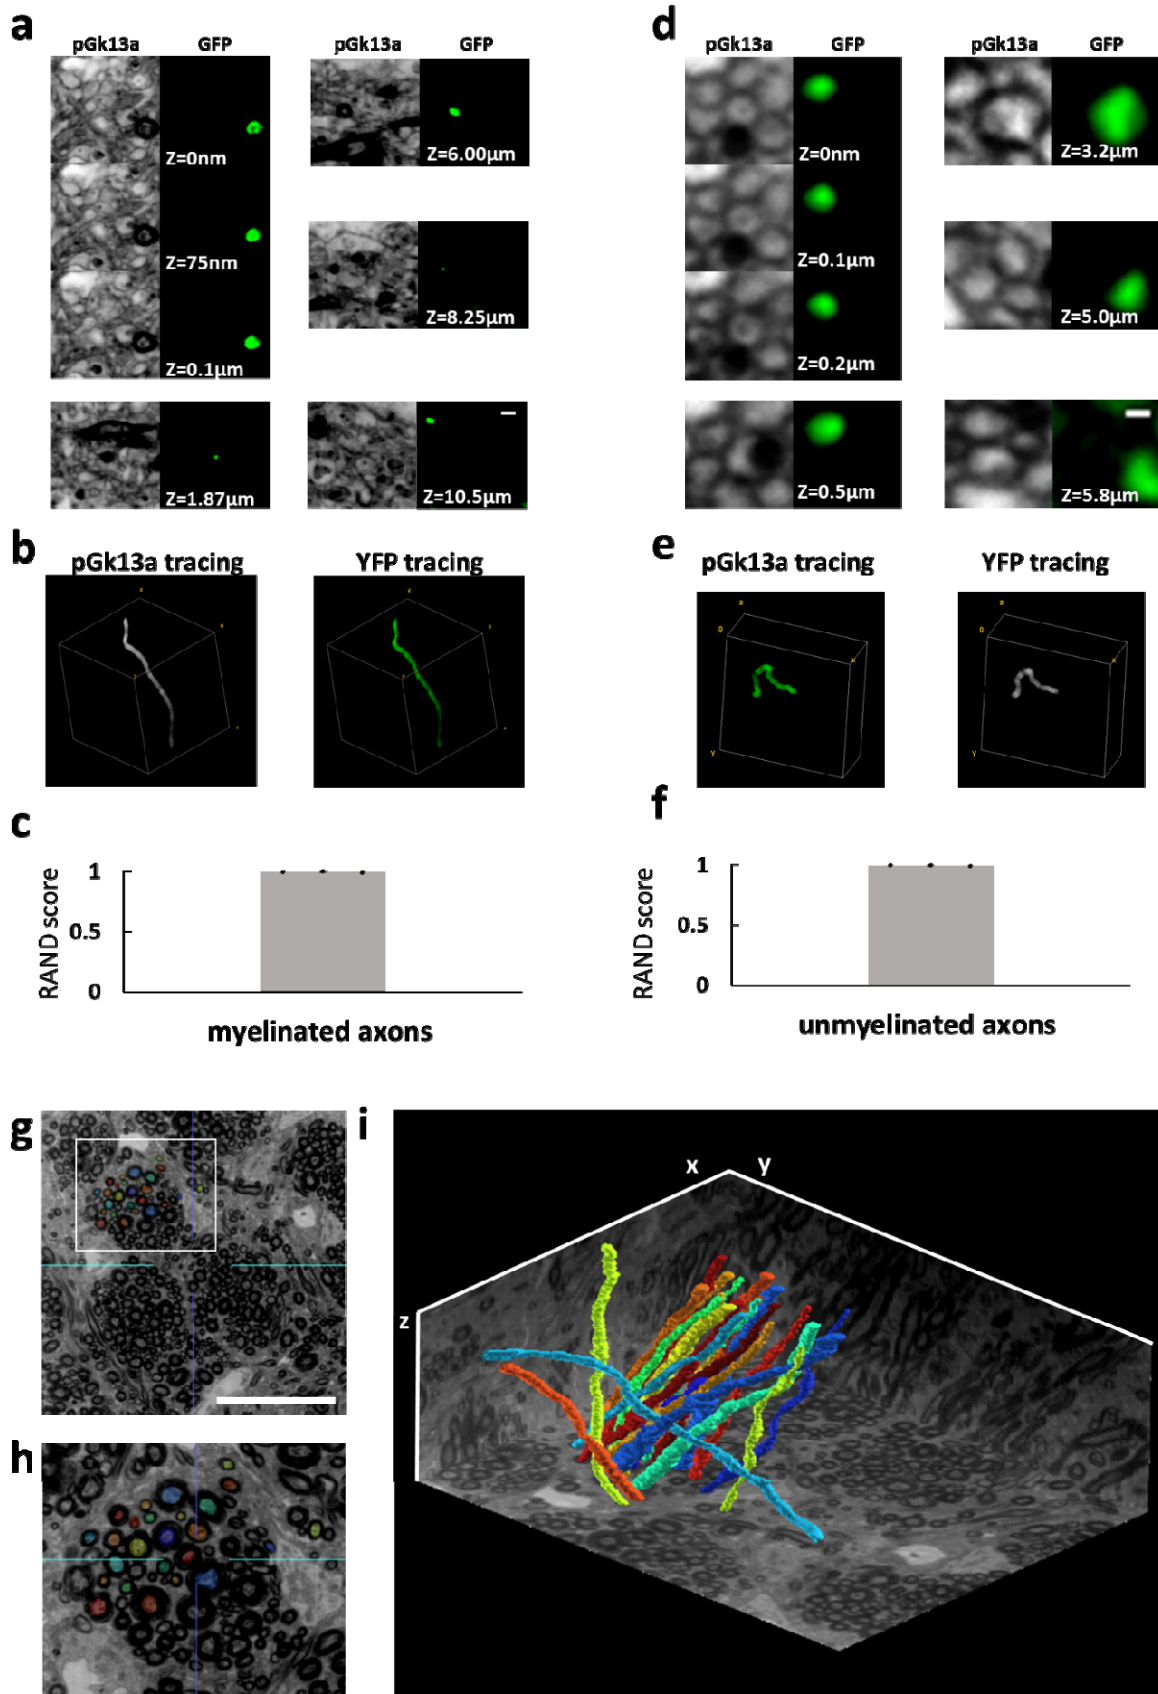 a
pGk13a GFP
pGk13a GFP
Z=0nm
Z=75nm
Z=0.1µm
Z=1.87µm
Z=6.00µm
Z=8.25µm
Z=10.5µm
d
pGk13a GFP
pGk13a GFP
Z=0nm
Z=0.1µm
Z=0.2µm
Z=0.5µm
Z=3.2µm
Z=5.0µm
Z=5.8µm
b
pGk13a tracing
YFP tracing
z
z
e
pGk13a tracing
YFP tracing
0
x
y
0
x
y
c
RAND score
1
0.5
0
myelinated axons
f
RAND score
1
0.5
0
unmyelinated axons
g
h
i
x y
z